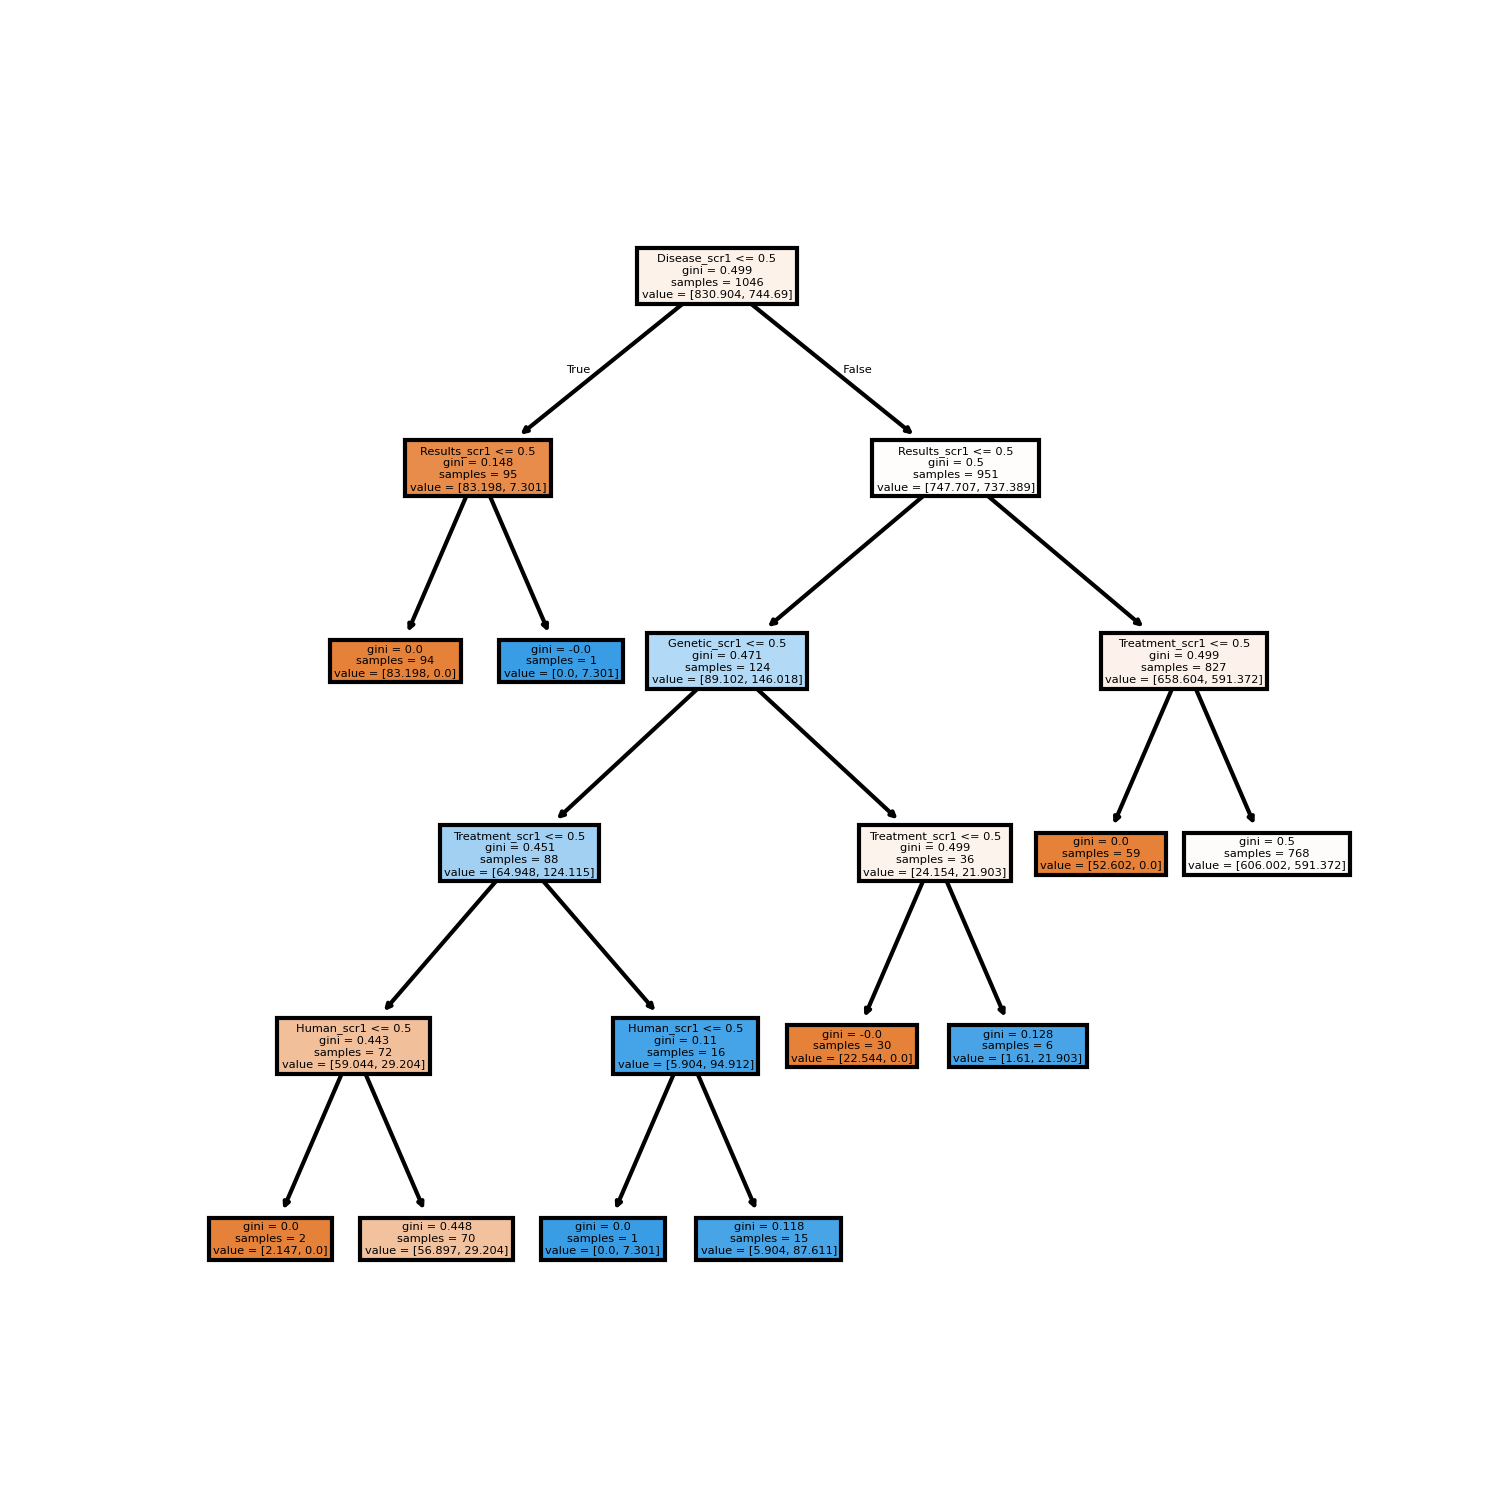 Disease_scr1 <= 0.5
gini = 0.499
samples = 1046
value = [830.904, 744.69]
True
False
Results_scr1 <= 0.5
gini = 0.148
samples = 95
value = [83.198, 7.301]
Results_scr1 <= 0.5
gini = 0.5
samples = 951
value = [747.707, 737.389]
gini = 0.0
samples = 94
value = [83.198, 0.0]
gini = -0.0
samples = 1
value = [0.0, 7.301]
Genetic_scr1 <= 0.5
gini = 0.471
samples = 124
value = [89.102, 146.018]
Treatment_scr1 <= 0.5
gini = 0.499
samples = 827
value = [658.604, 591.372]
Treatment_scr1 <= 0.5
gini = 0.451
samples = 88
value = [64.948, 124.115]
Treatment_scr1 <= 0.5
gini = 0.499
samples = 36
value = [24.154, 21.903]
gini = 0.0
samples = 59
value = [52.602, 0.0]
gini = 0.5
samples = 768
value = [606.002, 591.372]
Human_scr1 <= 0.5
gini = 0.443
samples = 72
value = [59.044, 29.204]
Human_scr1 <= 0.5
gini = 0.11
samples = 16
value = [5.904, 94.912]
gini = -0.0
samples = 30
value = [22.544, 0.0]
gini = 0.128
samples = 6
value = [1.61, 21.903]
gini = 0.0
samples = 2
value = [2.147, 0.0]
gini = 0.448
samples = 70
value = [56.897, 29.204]
gini = 0.0
samples = 1
value = [0.0, 7.301]
gini = 0.118
samples = 15
value = [5.904, 87.611]